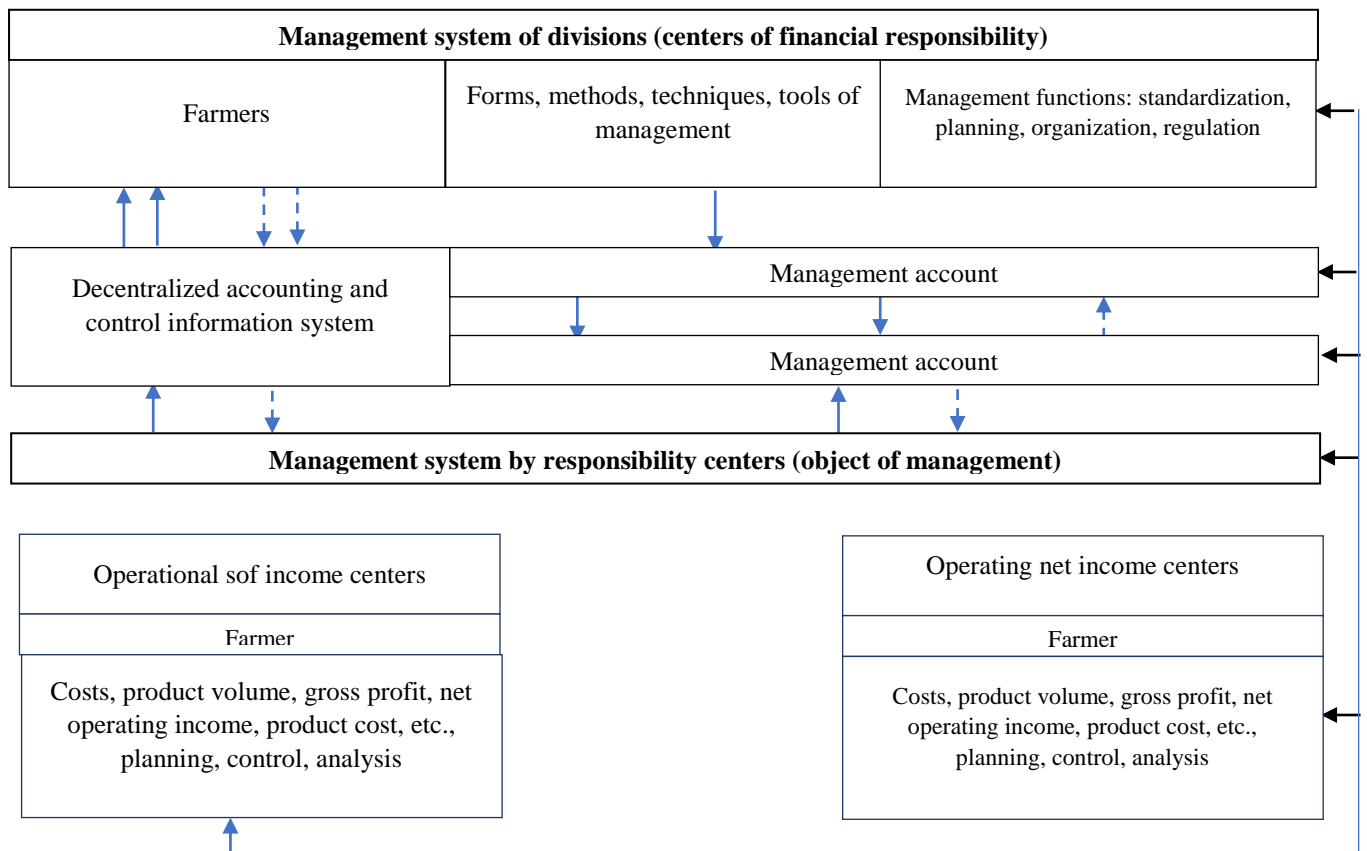 Management system of divisions (centers of financial responsibility)
Farmers
Forms, methods, techniques, tools of
management
Management functions: standardization,
planning, organization, regulation
Decentralized accounting and
control information system
Management account
Management account
Management system by responsibility centers (object of management)
Operational sof income centers
Farmer
Costs, product volume, gross profit, net
operating income, product cost, etc.,
planning, control, analysis
Operating net income centers
Farmer
Costs, product volume, gross profit, net
operating income, product cost, etc.,
planning, control, analysis